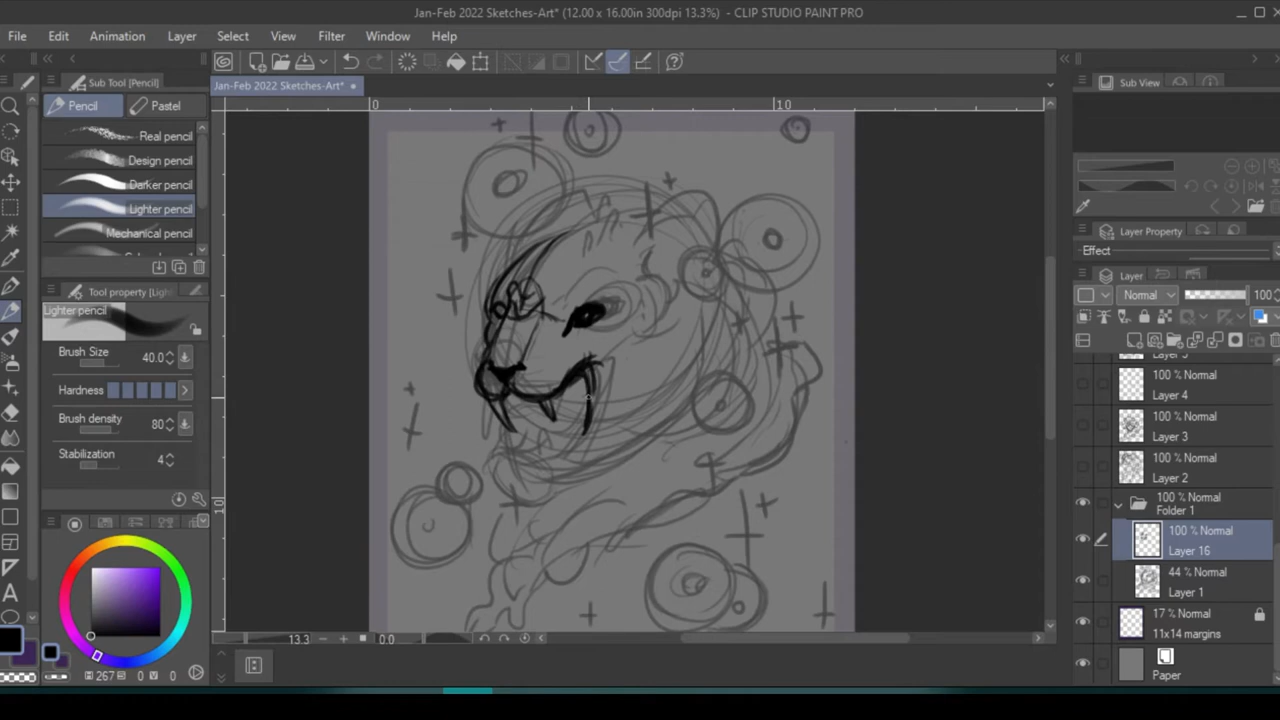 Jan-Feb 2022 Sketches-Art* (12.00 x 16.00in 300dpi 13.3%) - CLIP STUDIO PAINT PRO
File Edit Animation Layer Select View Filter Window Help
Sub Tool [Pencil]
Jan-Feb 2022 Sketches-Art*
Sub View
Pencil Pastel
0 10
Real pencil
Design pencil
Darker pencil
Lighter pencil
Mechanical pencil
Tool property [Ligh
Lighter pencil
Brush Size 40.0
Hardness
Brush density 80
Stabilization 4
10
Layer Property
Effect
Layer
Normal 100
100 % Normal
Layer 4
100 % Normal
Layer 3
100 % Normal
Layer 2
100 % Normal
Folder 1
100 % Normal
Layer 16
44 % Normal
Layer 1
17 % Normal
11x14 margins
Paper
13.3 0.0
H 267 S 0 V 0